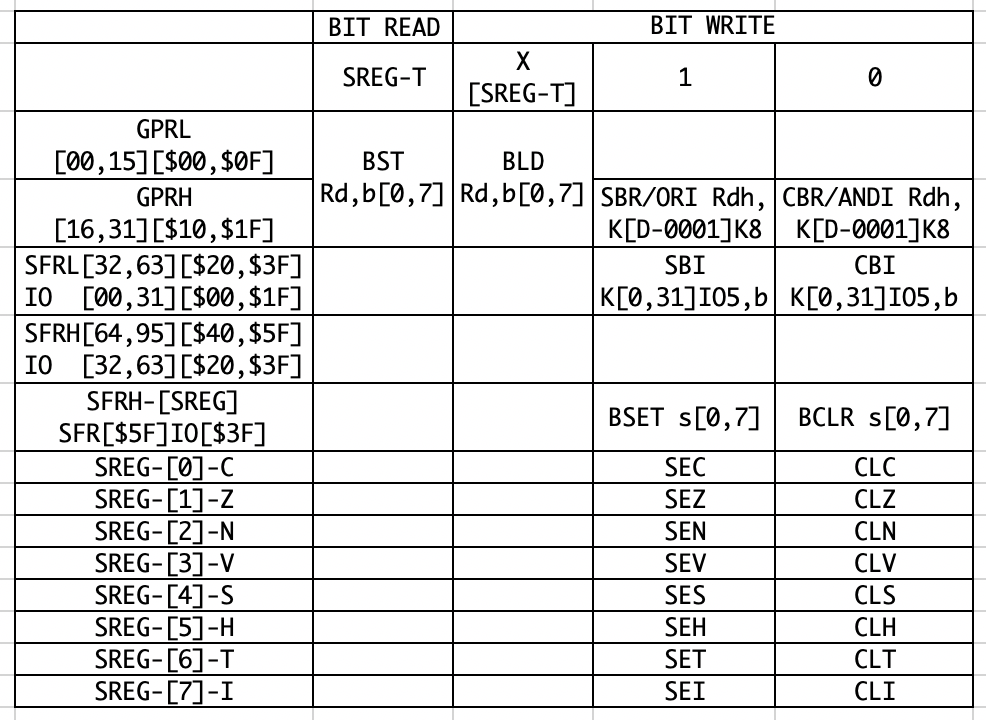 BIT READ BIT WRITE
SREG-T X
[SREG-T] 1 0
GPRL
[00,15][$00,$0F]
BST
Rd,b[0,7]
BLD
Rd,b[0,7]
GPRH
[16,31][$10,$1F]
SBR/ORI Rdh,
K[D-0001]K8
CBR/ANDI Rdh,
K[D-0001]K8
SFRL[32,63][$20,$3F]
IO [00,31][$00,$1F]
SBI
K[0,31]IO5,b
CBI
K[0,31]IO5,b
SFRH[64,95][$40,$5F]
IO [32,63][$20,$3F]
SFRH-[SREG]
SFR[$5F]IO[$3F]
BSET s[0,7]
BCLR s[0,7]
SREG-[0]-C SEC CLC
SREG-[1]-Z SEZ CLZ
SREG-[2]-N SEN CLN
SREG-[3]-V SEV CLV
SREG-[4]-S SES CLS
SREG-[5]-H SEH CLH
SREG-[6]-T SET CLT
SREG-[7]-I SEI CLI